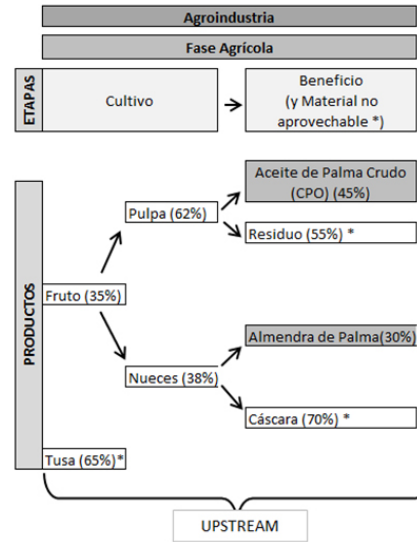 Agroindustria
Fase Agrícola
ETAPAS
Cultivo
Beneficio
(y Material no
aprovechable *)
PRODUCTOS
Aceite de Palma Crudo
(CPO) (45%)
Pulpa (62%)
Residuo (55%) *
Fruto (35%)
Almendra de Palma(30%)
Nueces (38%)
Cáscara (70%) *
Tusa (65%)*
UPSTREAM